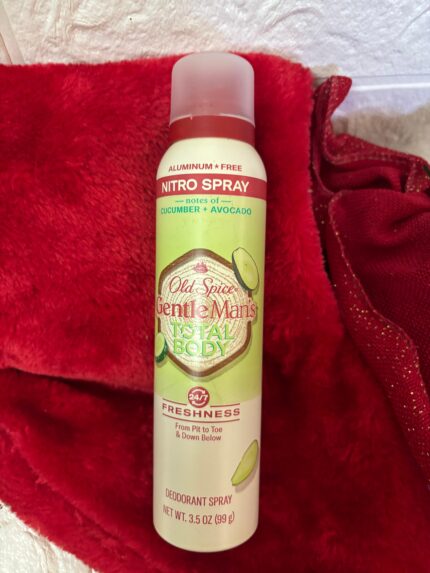 ALUMINUM★FREE
NITRO SPRAY
notes of
CUCUMBER + AVOCADO
Old Spice
GentleMan's
TOTAL
BODY
24/7
FRESHNESS
From Pit to Toe
& Down Below
DEODORANT SPRAY
NET WT. 3.5 OZ (99 g)